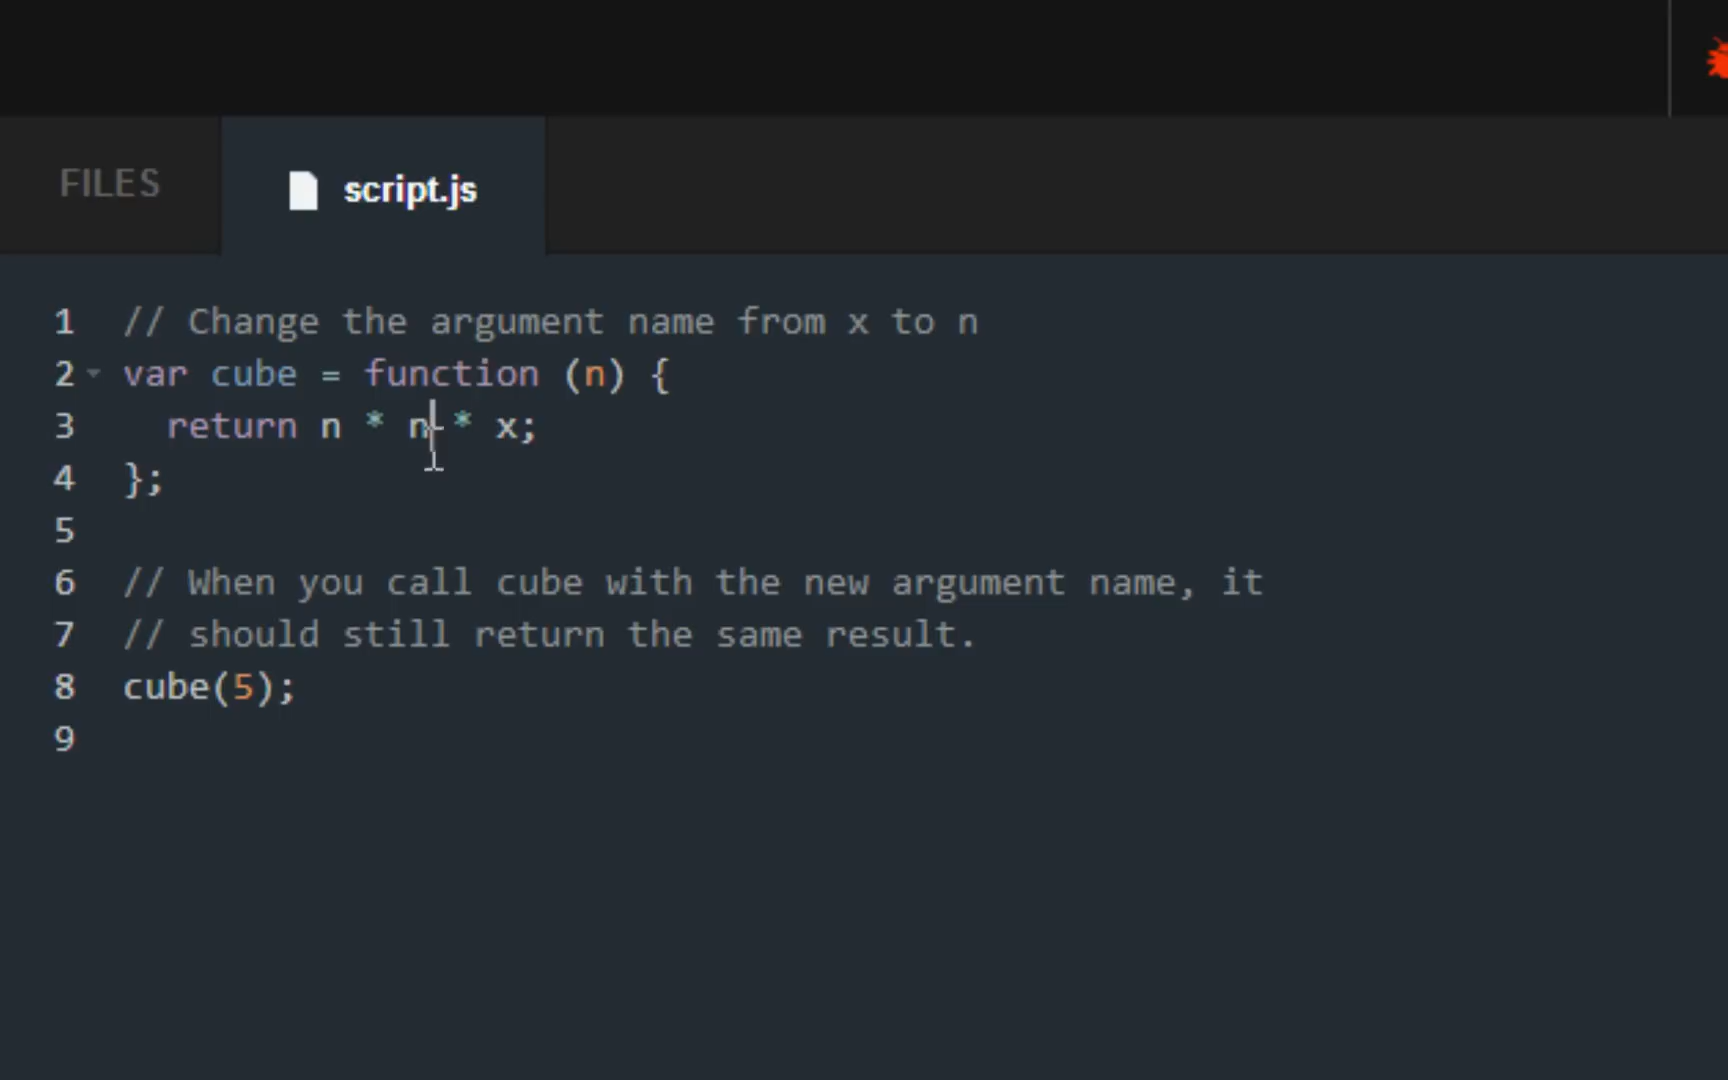 FILES
script.js
1 // Change the argument name from x to n
2 var cube = function (n) {
3 return n * n * x;
4 };
5
6 // When you call cube with the new argument name, it
7 // should still return the same result.
8 cube(5);
9